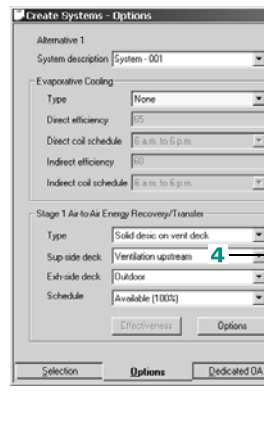 Create Systems - Options
Alternative 1
System description System - 001
Evaporative Cooling
Type None
Direct efficiency 65
Direct coil schedule 6 a.m. to 6 p.m.
Indirect efficiency 60
Indirect coil schedule 6 a.m. to 6 p.m.
Stage 1 Air-to-Air Energy Recovery/Transfer
Type Solid desic on vent deck
Sup-side deck Ventilation upstream 4
Exh-side deck Outdoor
Schedule Available (100%)
Effectiveness Options
Selection Options Dedicated OA